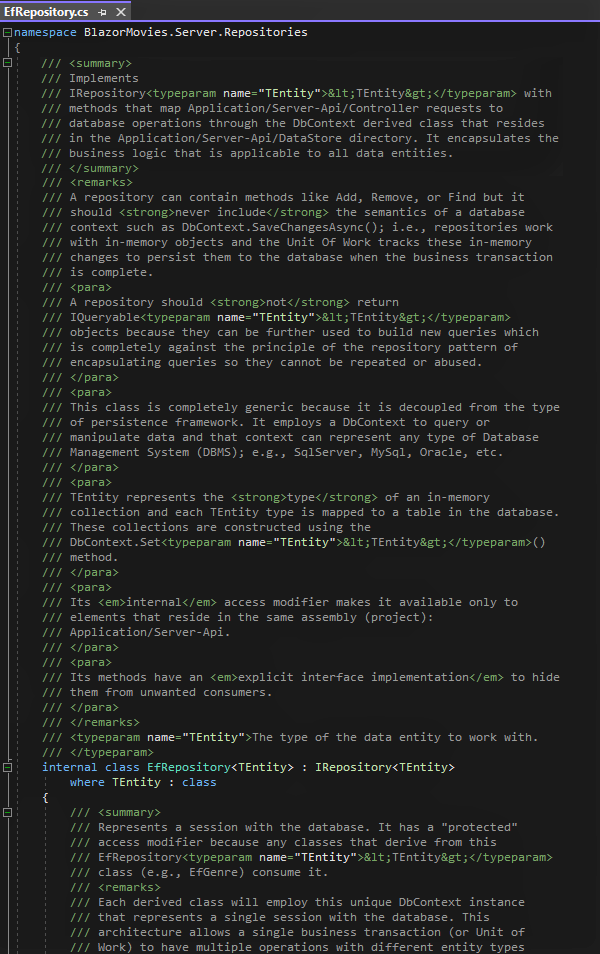 EfRepository.cs
namespace BlazorMovies.Server.Repositories
{
/// <summary>
/// Implements
/// IRepository<typeparam name="TEntity">&lt;TEntity&gt;</typeparam> with
/// methods that map Application/Server-Api/Controller requests to
/// database operations through the DbContext derived class that resides
/// in the Application/Server-Api/DataStore directory. It encapsulates the
/// business logic that is applicable to all data entities.
/// </summary>
/// <remarks>
/// A repository can contain methods like Add, Remove, or Find but it
/// should <strong>never include</strong> the semantics of a database
/// context such as DbContext.SaveChangesAsync(); i.e., repositories work
/// with in-memory objects and the Unit Of Work tracks these in-memory
/// changes to persist them to the database when the business transaction
/// is complete.
/// <para>
/// A repository should <strong>not</strong> return
/// IQueryable<typeparam name="TEntity">&lt;TEntity&gt;</typeparam>
/// objects because they can be further used to build new queries which
/// is completely against the principle of the repository pattern of
/// encapsulating queries so they cannot be repeated or abused.
/// </para>
/// <para>
/// This class is completely generic because it is decoupled from the type
/// of persistence framework. It employs a DbContext to query or
/// manipulate data and that context can represent any type of Database
/// Management System (DBMS); e.g., SqlServer, MySql, Oracle, etc.
/// </para>
/// <para>
/// TEntity represents the <strong>type</strong> of an in-memory
/// collection and each TEntity type is mapped to a table in the database.
/// These collections are constructed using the
/// DbContext.Set<typeparam name="TEntity">&lt;TEntity&gt;</typeparam>()
/// method.
/// </para>
/// <para>
/// Its <em>internal</em> access modifier makes it available only to
/// elements that reside in the same assembly (project):
/// Application/Server-Api.
/// </para>
/// <para>
/// Its methods have an <em>explicit interface implementation</em> to hide
/// them from unwanted consumers.
/// </para>
/// </remarks>
/// <typeparam name="TEntity">The type of the data entity to work with.
/// </typeparam>
internal class EfRepository<TEntity> : IRepository<TEntity>
where TEntity : class
{
/// <summary>
/// Represents a session with the database. It has a "protected"
/// access modifier because any classes that derive from this
/// EfRepository<typeparam name="TEntity">&lt;TEntity&gt;</typeparam>
/// class (e.g., EfGenre) consume it.
/// <remarks>
/// Each derived class will employ this unique DbContext instance
/// that represents a single session with the database. This
/// architecture allows a single business transaction (or Unit of
/// Work) to have multiple operations with different entity types